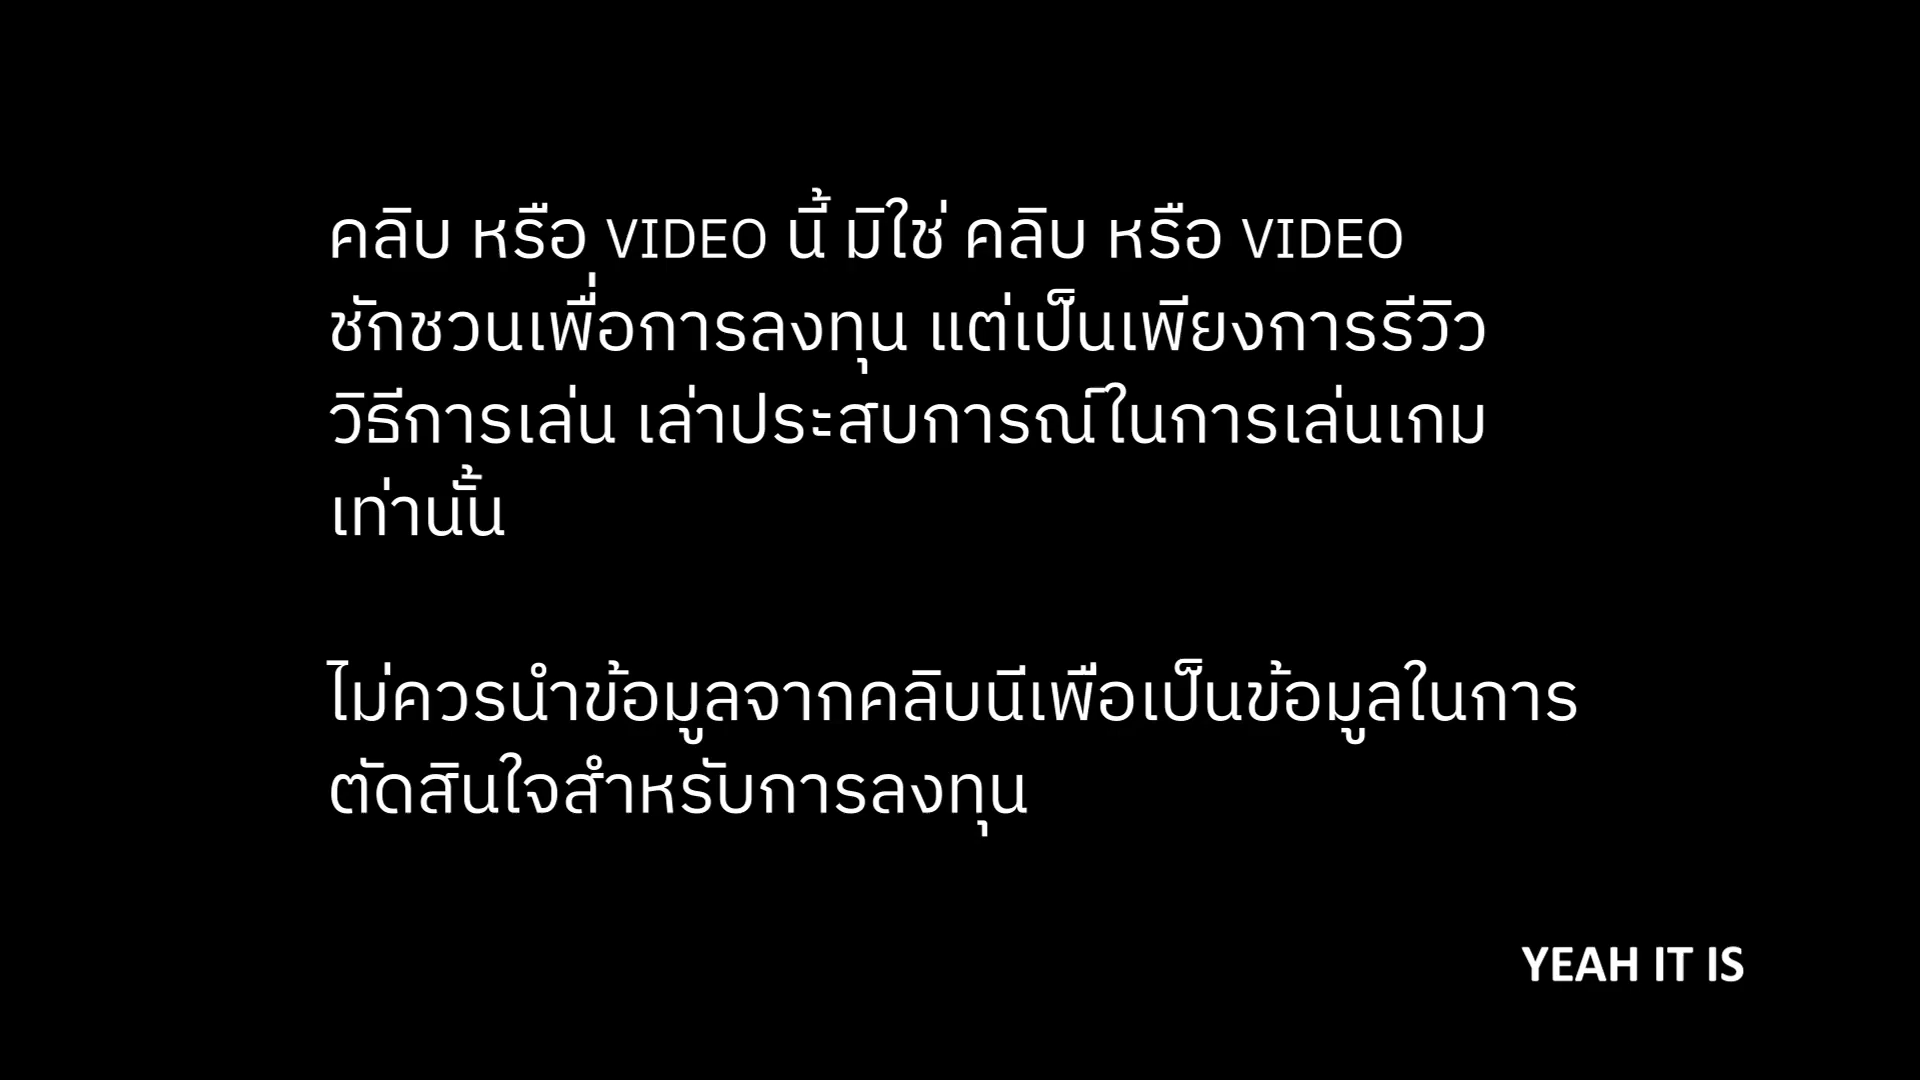 คลิบ หรือ VIDEO นี้ มิใช่ คลิบ หรือ VIDEO
ชักชวนเพื่อการลงทุน แต่เป็นเพียงการรีวิว
วิธีการเล่น เล่าประสบการณ์ในการเล่นเกม
เท่านั้น
ไม่ควรนำข้อมูลจากคลิบนีเพือเป็นข้อมูลในการ
ตัดสินใจสำหรับการลงทุน
YEAH IT IS